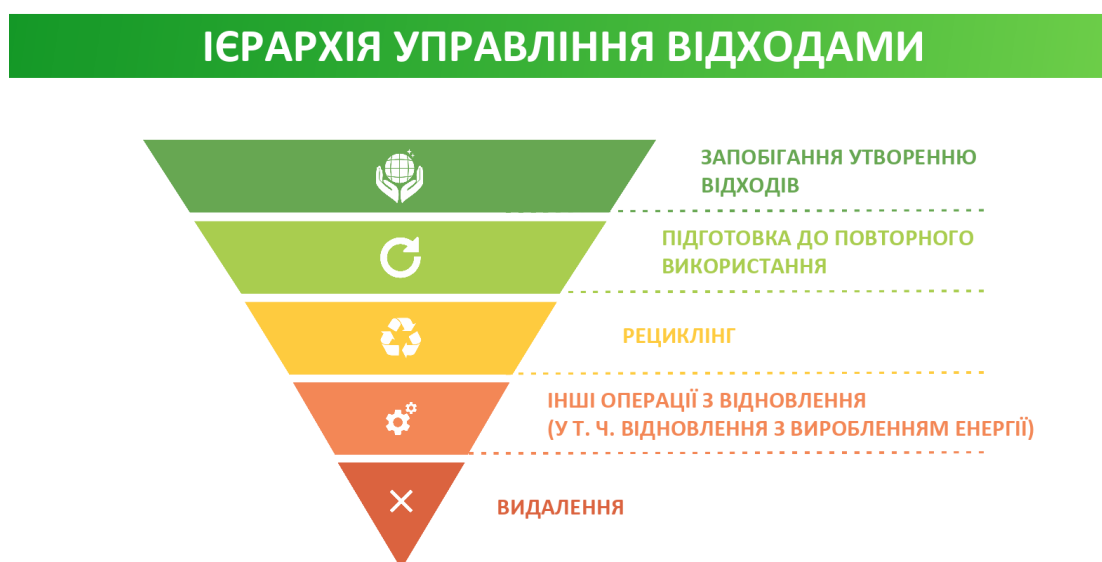 ІЄРАРХІЯ УПРАВЛІННЯ ВІДХОДАМИ
ЗАПОБІГАННЯ УТВОРЕННЮ
ВІДХОДІВ
ПІДГОТОВКА ДО ПОВТОРНОГО
ВИКОРИСТАННЯ
РЕЦИКЛІНГ
ІНШІ ОПЕРАЦІЇ З ВІДНОВЛЕННЯ
(У Т. Ч. ВІДНОВЛЕННЯ З ВИРОБЛЕННЯМ ЕНЕРГІЇ)
ВИДАЛЕННЯ